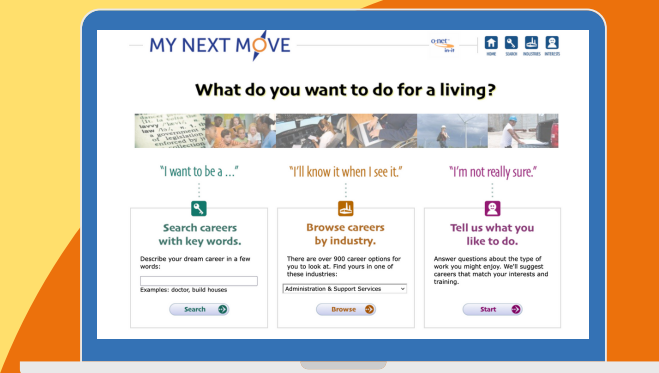 MY NEXT MOVE
o·net
in-it
HOME SEARCH INDUSTRIES INTERESTS
What do you want to do for a living?
"I want to be a ..."
"I'll know it when I see it."
"I'm not really sure."
Search careers
with key words.
Describe your dream career in a few
words:
Examples: doctor, build houses
Search
Browse careers
by industry.
There are over 900 career options for
you to look at. Find yours in one of
these industries:
Administration & Support Services
Browse
Tell us what you
like to do.
Answer questions about the type of
work you might enjoy. We'll suggest
careers that match your interests and
training.
Start